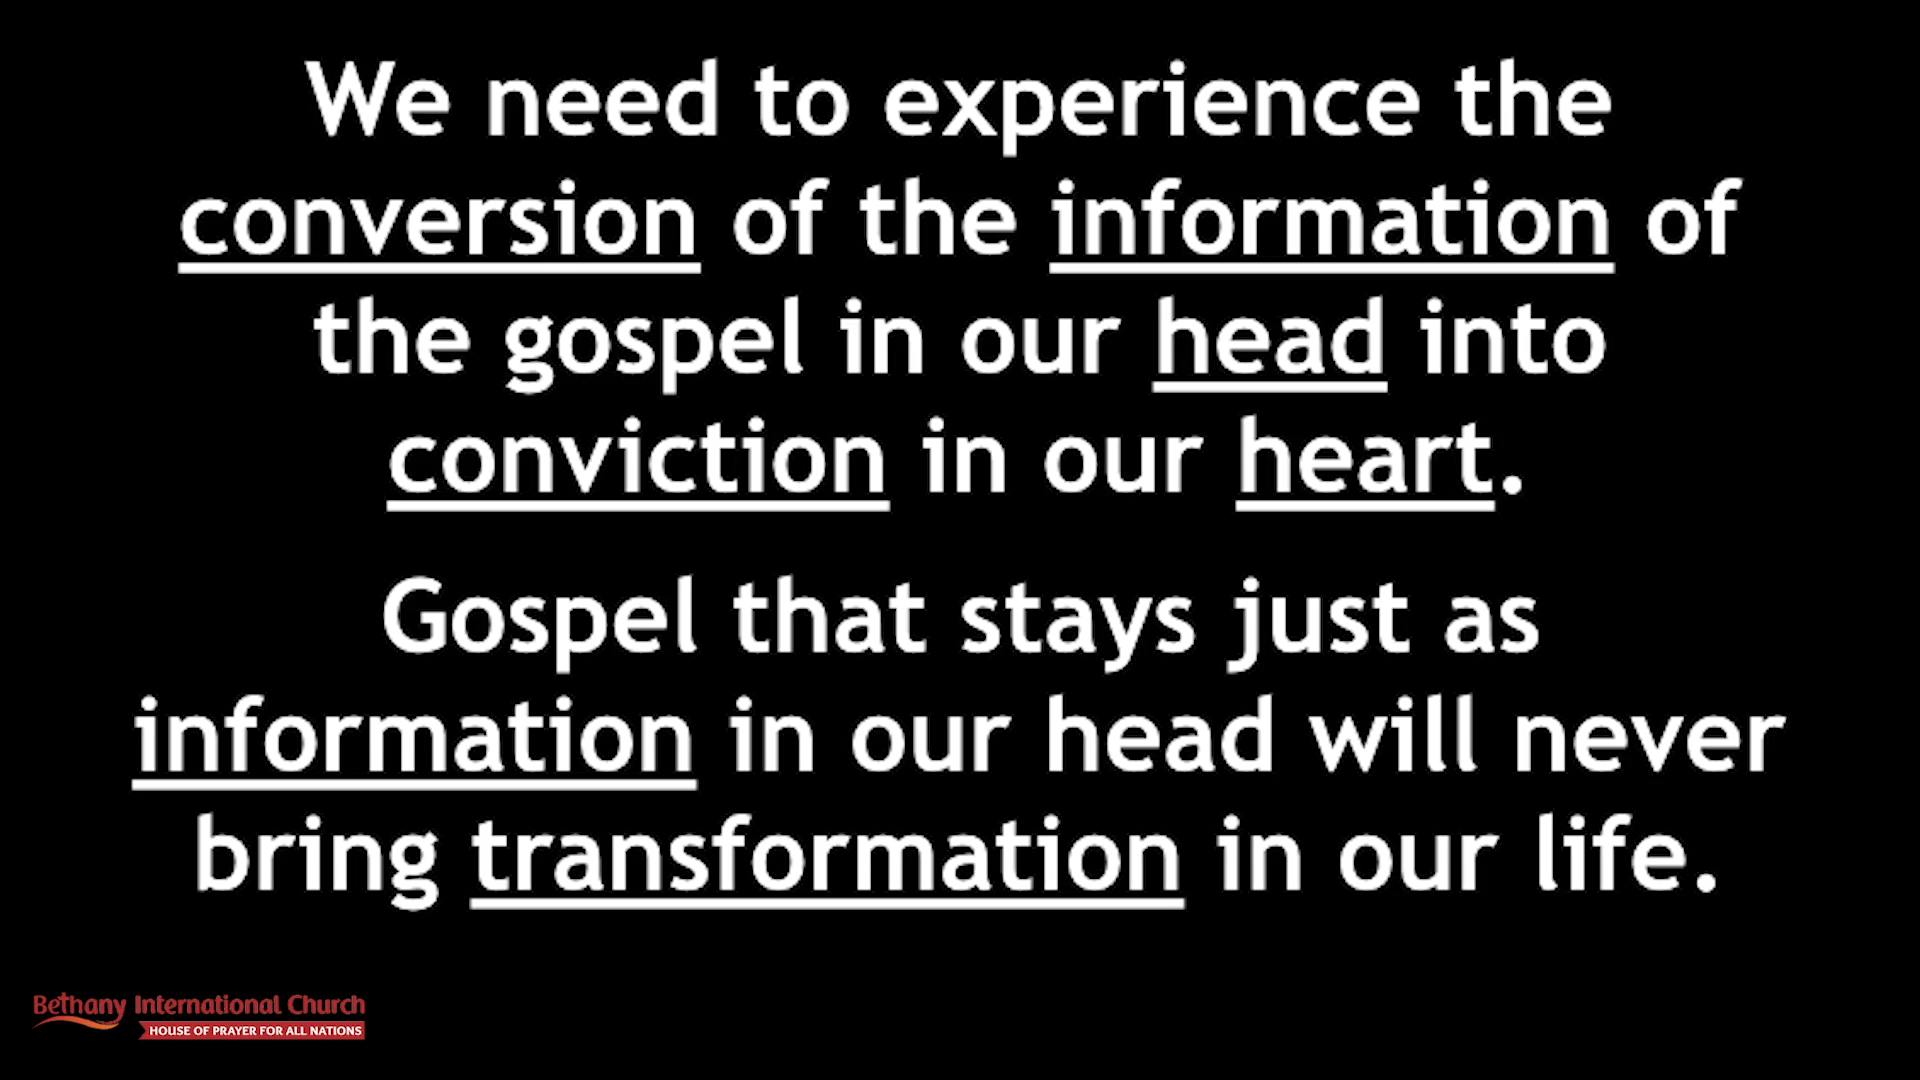 We need to experience the
conversion of the information of
the gospel in our head into
conviction in our heart.
Gospel that stays just as
information in our head will never
bring transformation in our life.
Bethany International Church
HOUSE OF PRAYER FOR ALL NATIONS